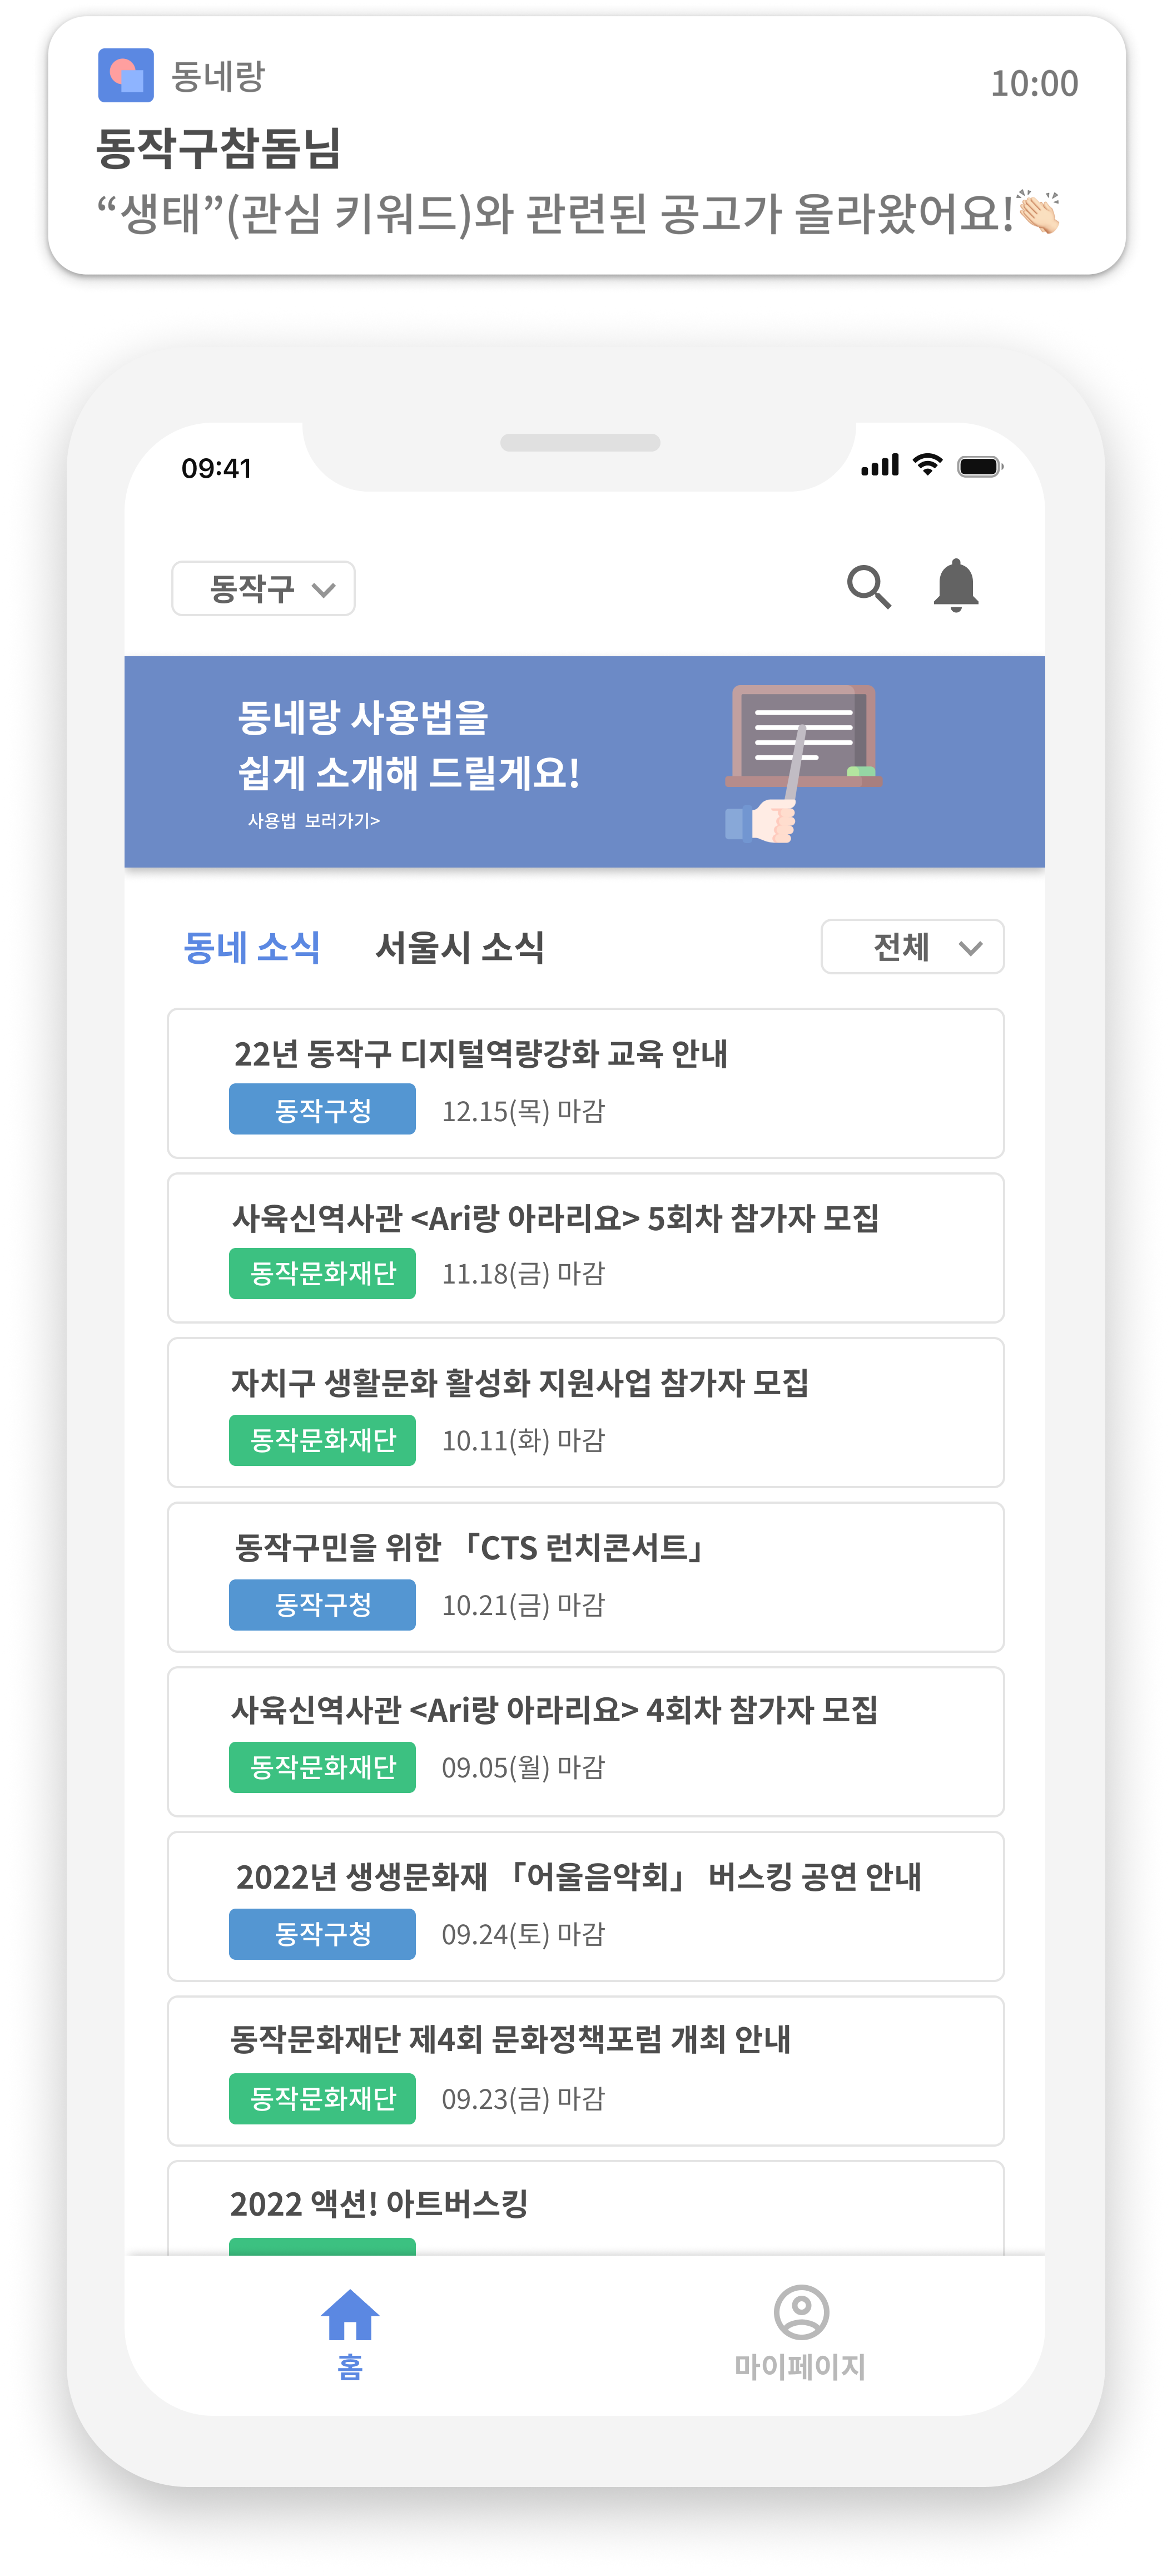 동네랑
10:00
동작구참돔님
“생태”(관심 키워드)와 관련된 공고가 올라왔어요!👏🏻
09:41
동작구
동네랑 사용법을
쉽게 소개해 드릴게요!
사용법 보러가기>
동네 소식 서울시 소식 전체
22년 동작구 디지털역량강화 교육 안내
동작구청 12.15(목) 마감
사육신역사관 <Ari랑 아라리요> 5회차 참가자 모집
동작문화재단 11.18(금) 마감
자치구 생활문화 활성화 지원사업 참가자 모집
동작문화재단 10.11(화) 마감
동작구민을 위한 「CTS 런치콘서트」
동작구청 10.21(금) 마감
사육신역사관 <Ari랑 아라리요> 4회차 참가자 모집
동작문화재단 09.05(월) 마감
2022년 생생문화재 「어울음악회」 버스킹 공연 안내
동작구청 09.24(토) 마감
동작문화재단 제4회 문화정책포럼 개최 안내
동작문화재단 09.23(금) 마감
2022 액션! 아트버스킹
홈 마이페이지